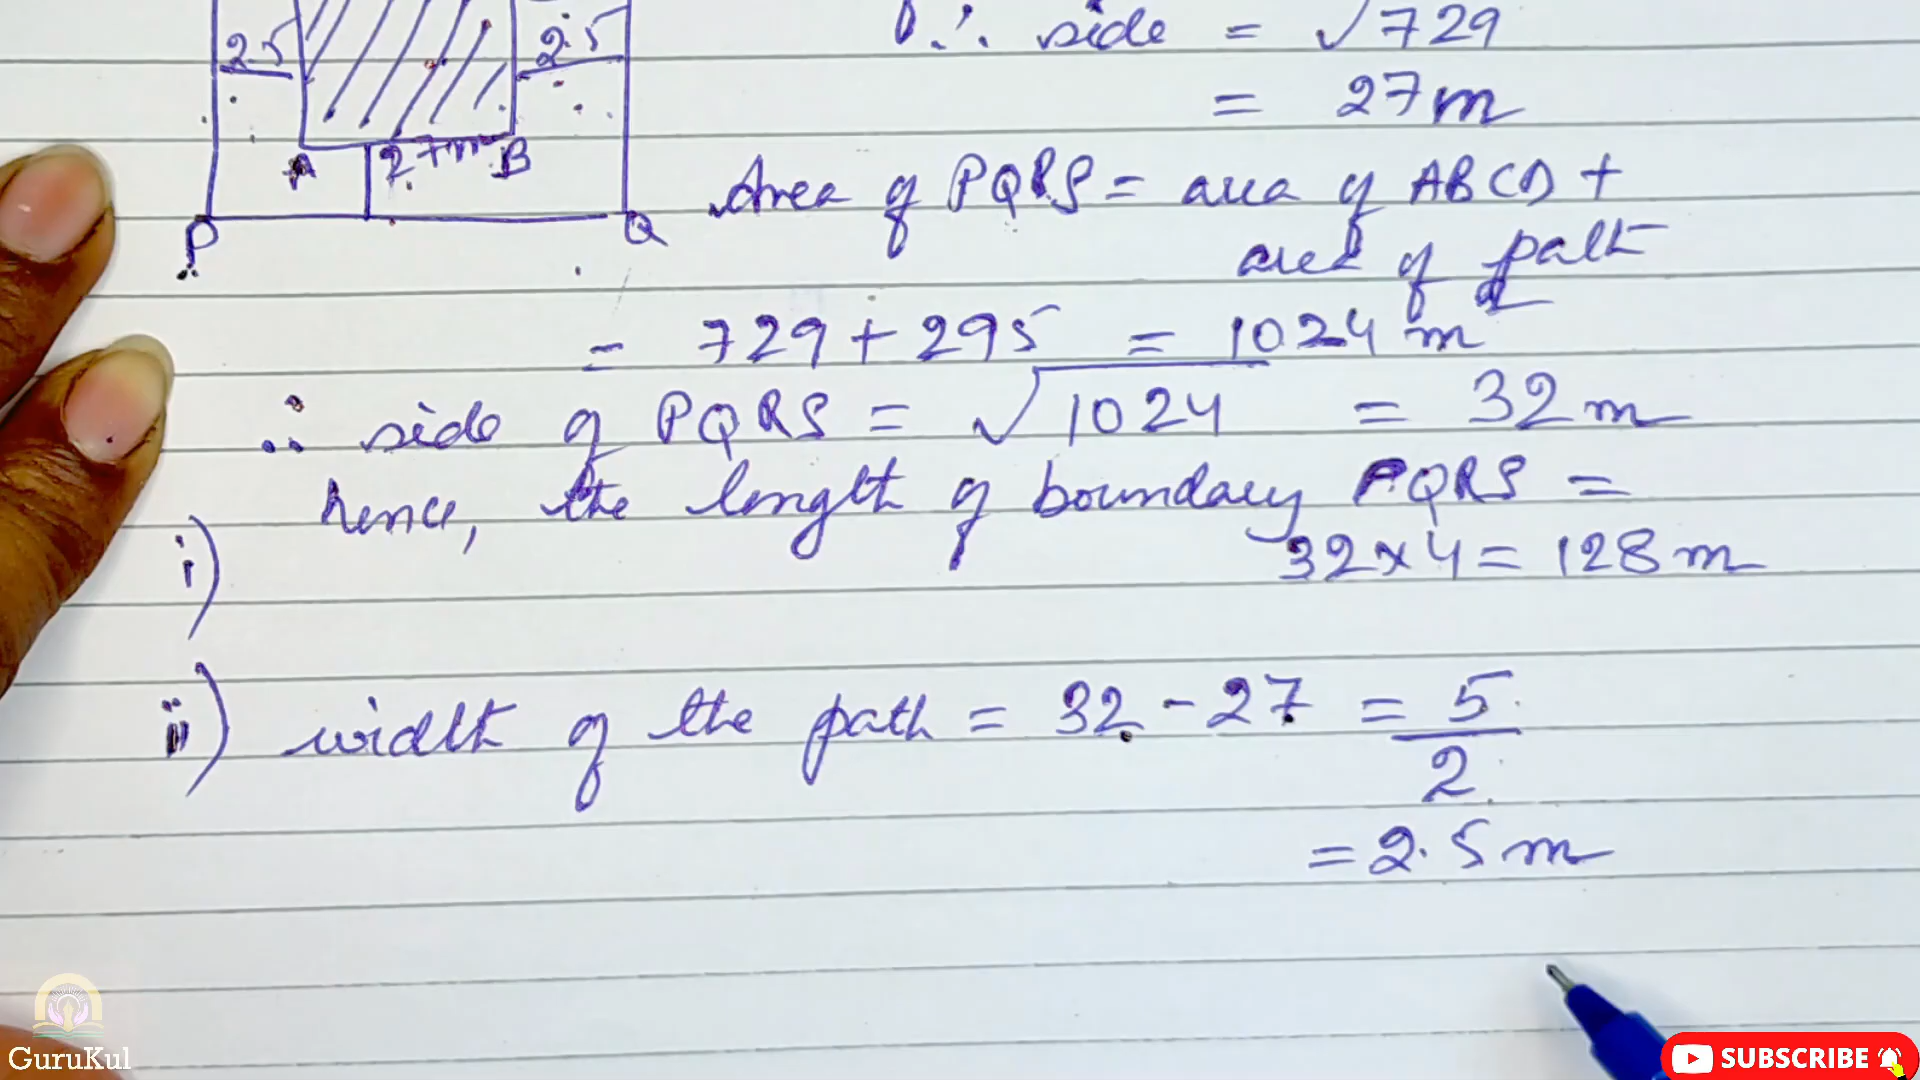 2.5
2.5
∴ side = √729
= 27m
A 27m B
P Q
Area of PQRS = area of ABCD +
area of path
= 729 + 295 = 1024 m²
∴ side of PQRS = √1024 = 32 m
hence, the length of boundary PQRS =
i) 32×4 = 128 m
ii) width of the path = 32 - 27 = 5/2
= 2.5 m
GuruKul
SUBSCRIBE